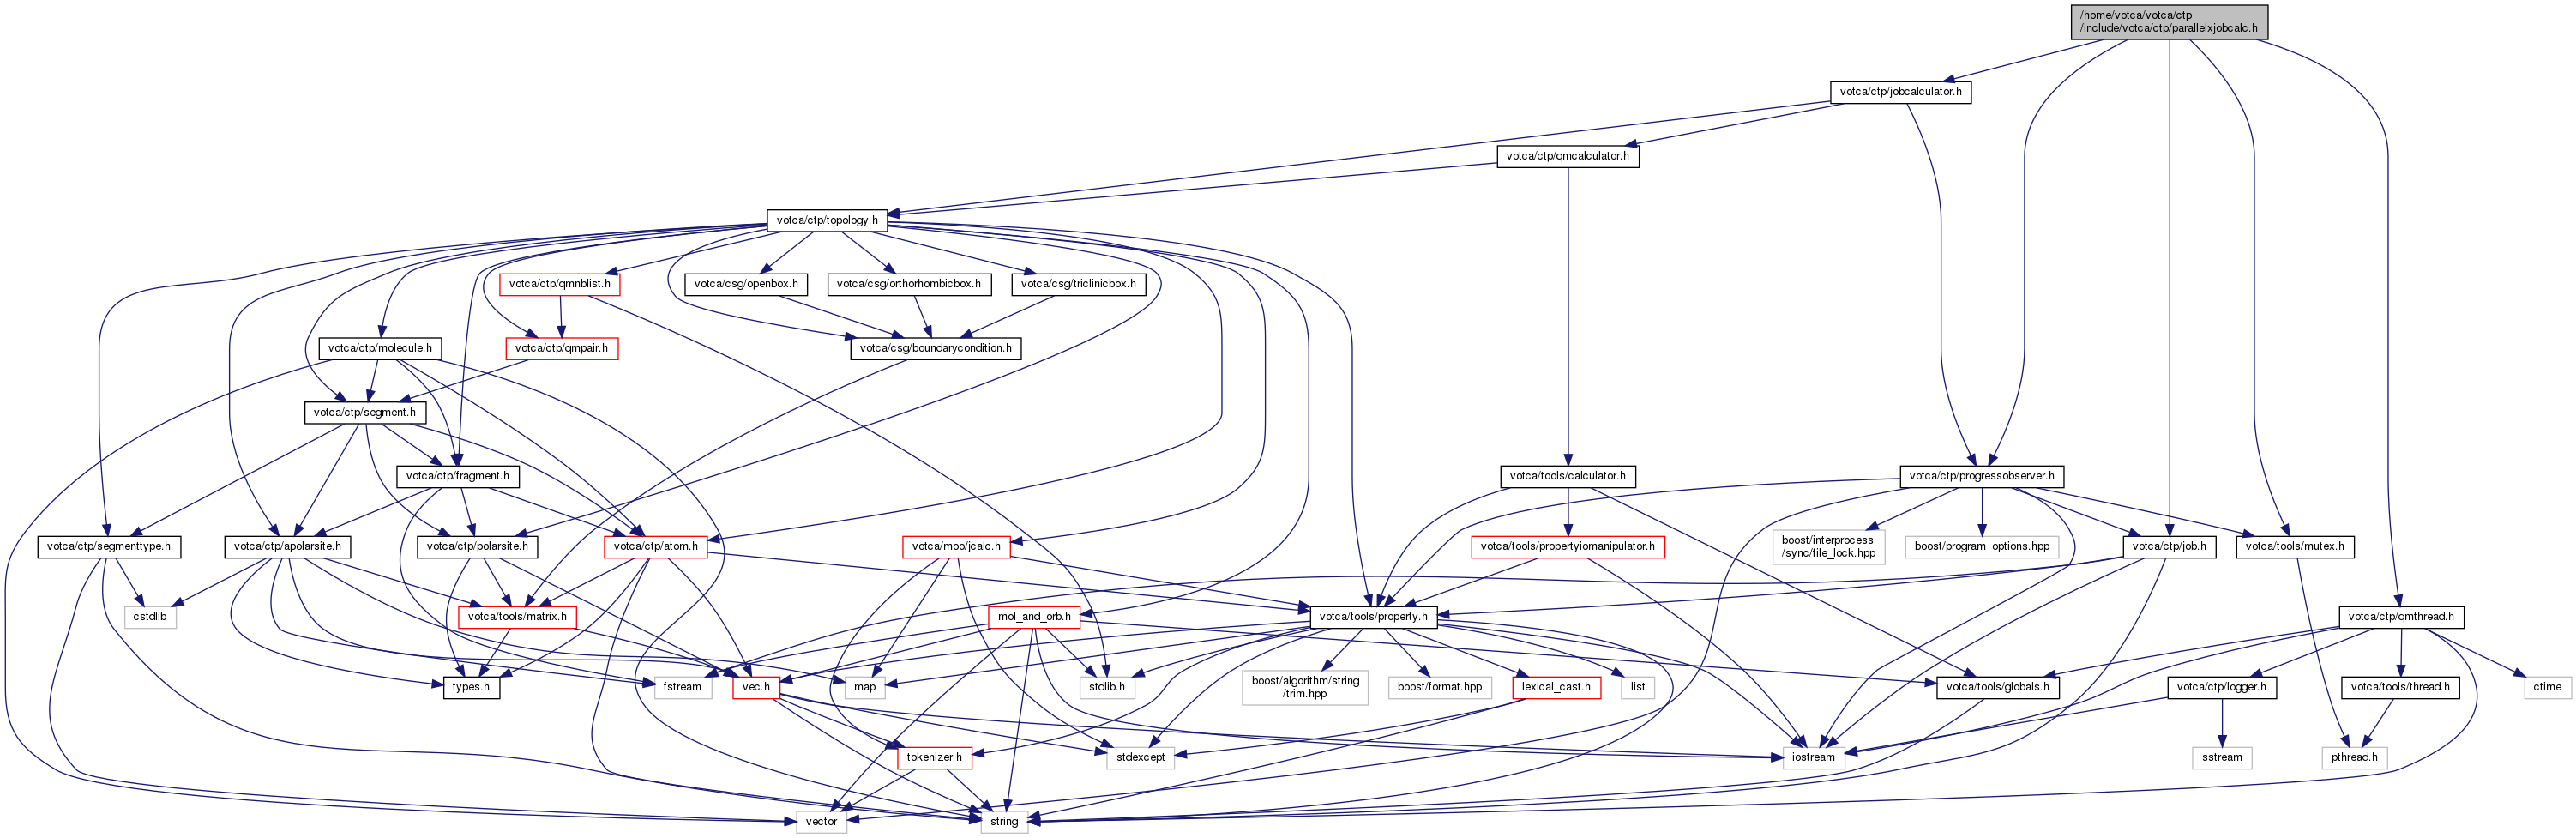 /home/votca/votca/ctp
/include/votca/ctp/parallelxjobcalc.h
votca/ctp/jobcalculator.h
votca/ctp/qmcalculator.h
votca/ctp/topology.h
votca/ctp/qmnblist.h
votca/csg/openbox.h
votca/csg/orthorhombicbox.h
votca/csg/triclinicbox.h
votca/ctp/molecule.h
votca/ctp/qmpair.h
votca/csg/boundarycondition.h
votca/ctp/segment.h
votca/ctp/fragment.h
votca/tools/calculator.h
votca/ctp/progressobserver.h
votca/ctp/segmenttype.h
votca/ctp/apolarsite.h
votca/ctp/polarsite.h
votca/ctp/atom.h
votca/moo/jcalc.h
votca/tools/propertyiomanipulator.h
boost/interprocess
/sync/file_lock.hpp
boost/program_options.hpp
votca/ctp/job.h
votca/tools/mutex.h
cstdlib
votca/tools/matrix.h
mol_and_orb.h
votca/tools/property.h
votca/ctp/qmthread.h
types.h
fstream
vec.h
map
stdlib.h
boost/algorithm/string
/trim.hpp
boost/format.hpp
lexical_cast.h
list
votca/tools/globals.h
votca/ctp/logger.h
votca/tools/thread.h
ctime
tokenizer.h
stdexcept
iostream
sstream
pthread.h
vector
string